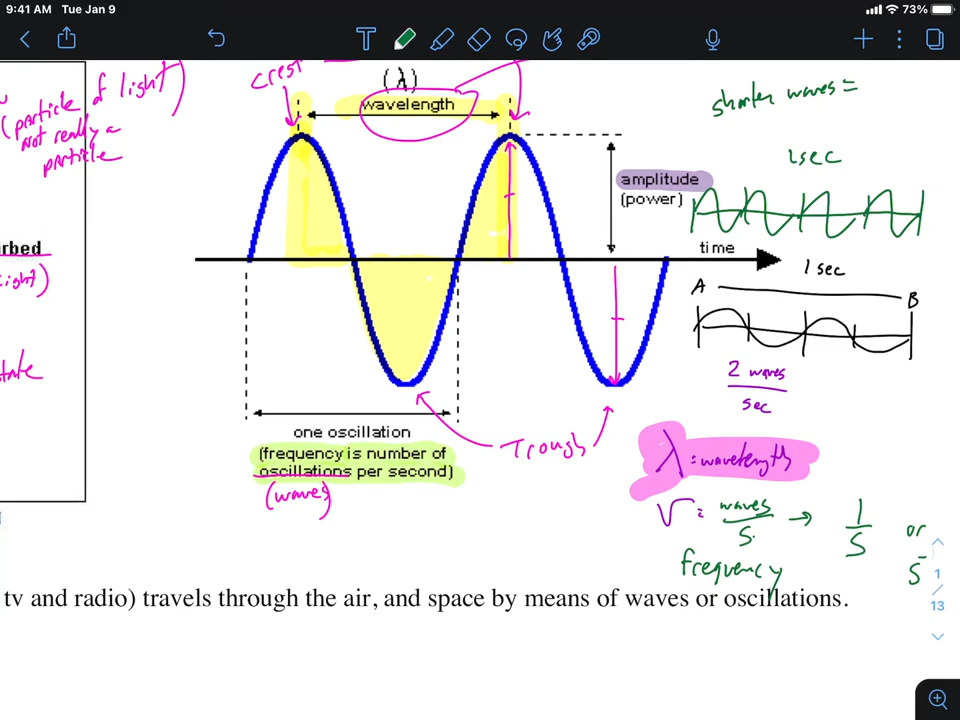 9:41 AM Tue Jan 9
73%
(particle of light)
not really a
particle
rbed
light)
state
crest
(λ)
wavelength
amplitude
(power)
time
shorter waves =
1 sec
1 sec
A
B
2 waves
sec
one oscillation
(frequency is number of
oscillations per second)
(waves)
Trough
λ = wavelength
ν = waves
s.
→ 1
s
or
s⁻
frequency
1
/
13
tv and radio) travels through the air, and space by means of waves or oscillations.